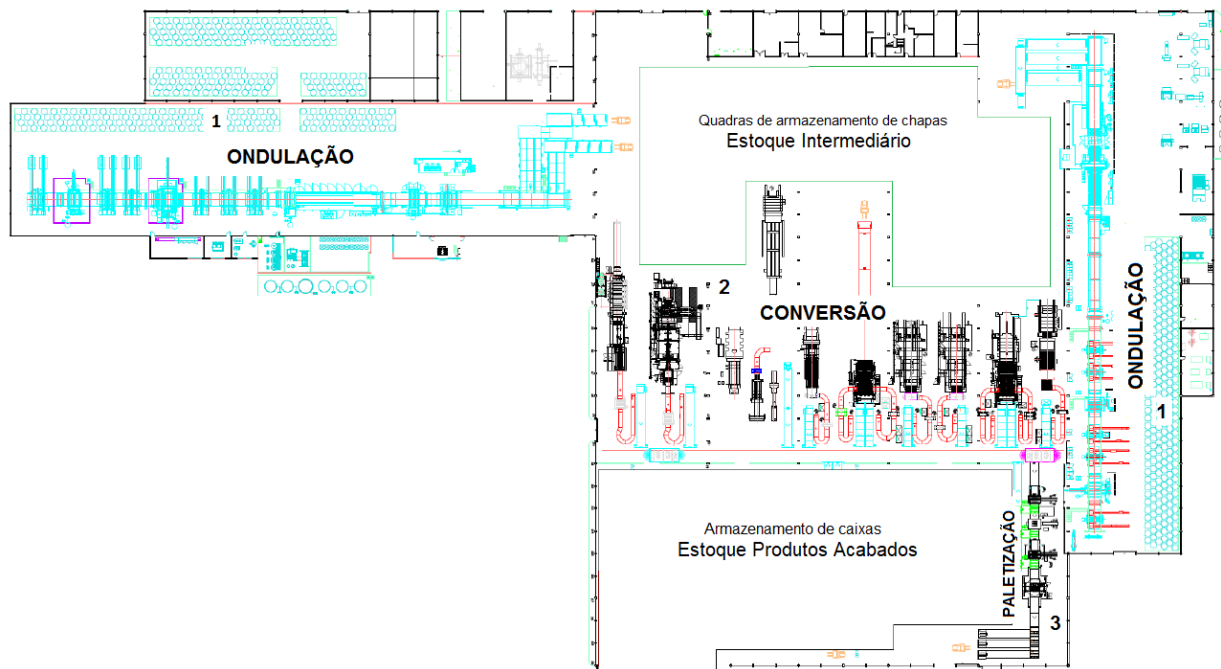 1
ONDULAÇÃO
Quadras de armazenamento de chapas
Estoque Intermediário
2
CONVERSÃO
ONDULAÇÃO
1
Armazenamento de caixas
Estoque Produtos Acabados
PALETIZAÇÃO
3